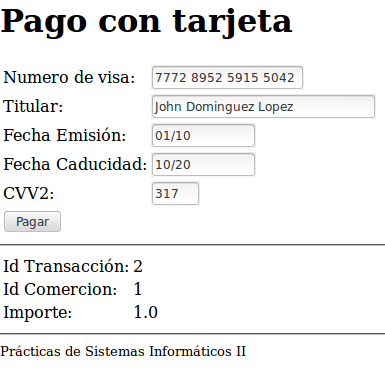 Pago con tarjeta
Numero de visa: 7772 8952 5915 5042
Titular: John Dominguez Lopez
Fecha Emisión: 01/10
Fecha Caducidad: 10/20
CVV2: 317
Pagar
Id Transacción: 2
Id Comercion: 1
Importe: 1.0
Prácticas de Sistemas Informáticos II